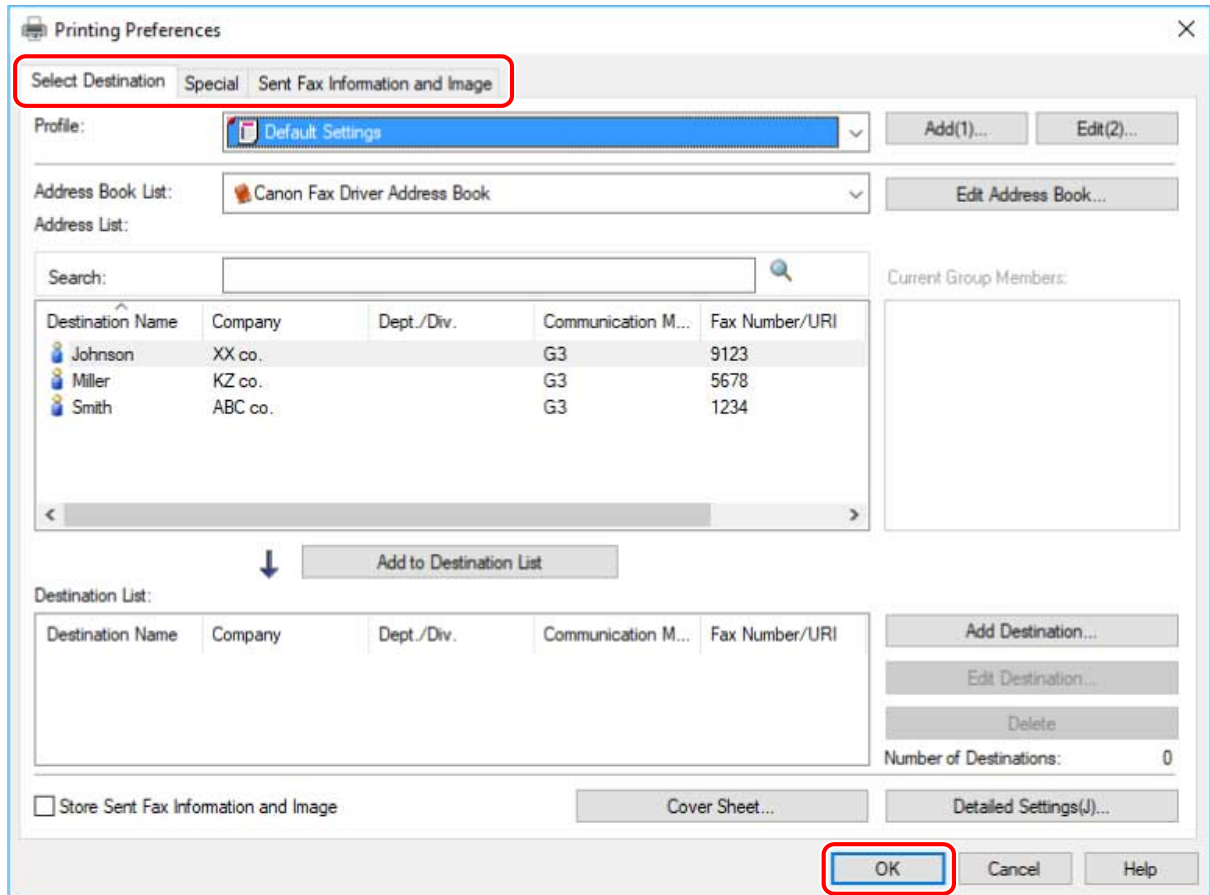 Printing Preferences
Select Destination Special Sent Fax Information and Image
Profile: Default Settings Add(1)... Edit(2)...
Address Book List: Canon Fax Driver Address Book Edit Address Book...
Address List:
Search: Current Group Members:
Destination Name Company Dept./Div. Communication M... Fax Number/URI
Johnson XX co. G3 9123
Miller KZ co. G3 5678
Smith ABC co. G3 1234
Add to Destination List
Destination List:
Destination Name Company Dept./Div. Communication M... Fax Number/URI Add Destination...
Edit Destination...
Delete
Number of Destinations: 0
Store Sent Fax Information and Image Cover Sheet... Detailed Settings(J)...
OK Cancel Help